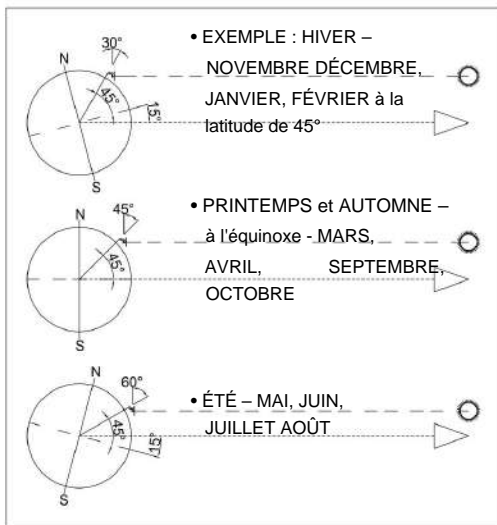 30°
N
45°
15°
S
• EXEMPLE : HIVER –
NOVEMBRE DÉCEMBRE,
JANVIER, FÉVRIER à la
latitude de 45°
N
45°
45°
S
• PRINTEMPS et AUTOMNE –
à l'équinoxe - MARS,
AVRIL, SEPTEMBRE,
OCTOBRE
60°
N
45°
15°
S
• ÉTÉ – MAI, JUIN,
JUILLET AOÛT